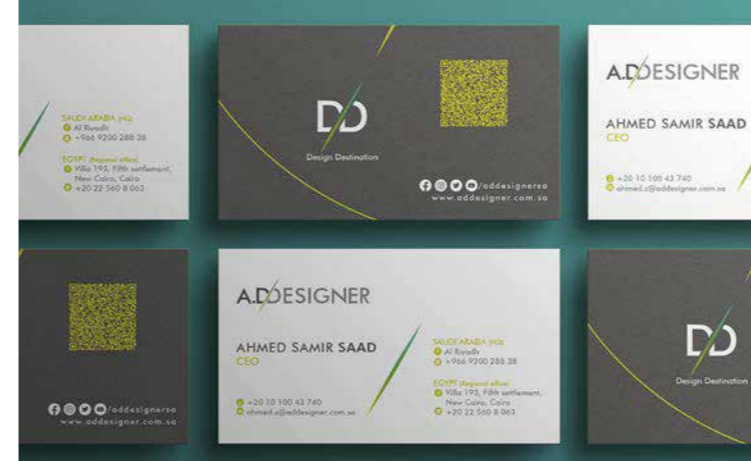 SAUDI ARABIA (HQ)
Al Riyadh
+966 9200 288 38
EGYPT (Regional office)
Villa 193, Fifth settlement,
New Cairo, Cairo
+20 22 560 8 063
DD
Design Destination
/addesignersa
www.addesigner.com.sa
A.DDESIGNER
AHMED SAMIR SAAD
CEO
+20 10 100 43 740
ahmed.s@addesigner.com.sa
/addesignersa
www.addesigner.com.sa
A.DDESIGNER
AHMED SAMIR SAAD
CEO
+20 10 100 43 740
ahmed.s@addesigner.com.sa
SAUDI ARABIA (HQ)
Al Riyadh
+966 9200 288 38
EGYPT (Regional office)
Villa 193, Fifth settlement,
New Cairo, Cairo
+20 22 560 8 063
DD
Design Destination